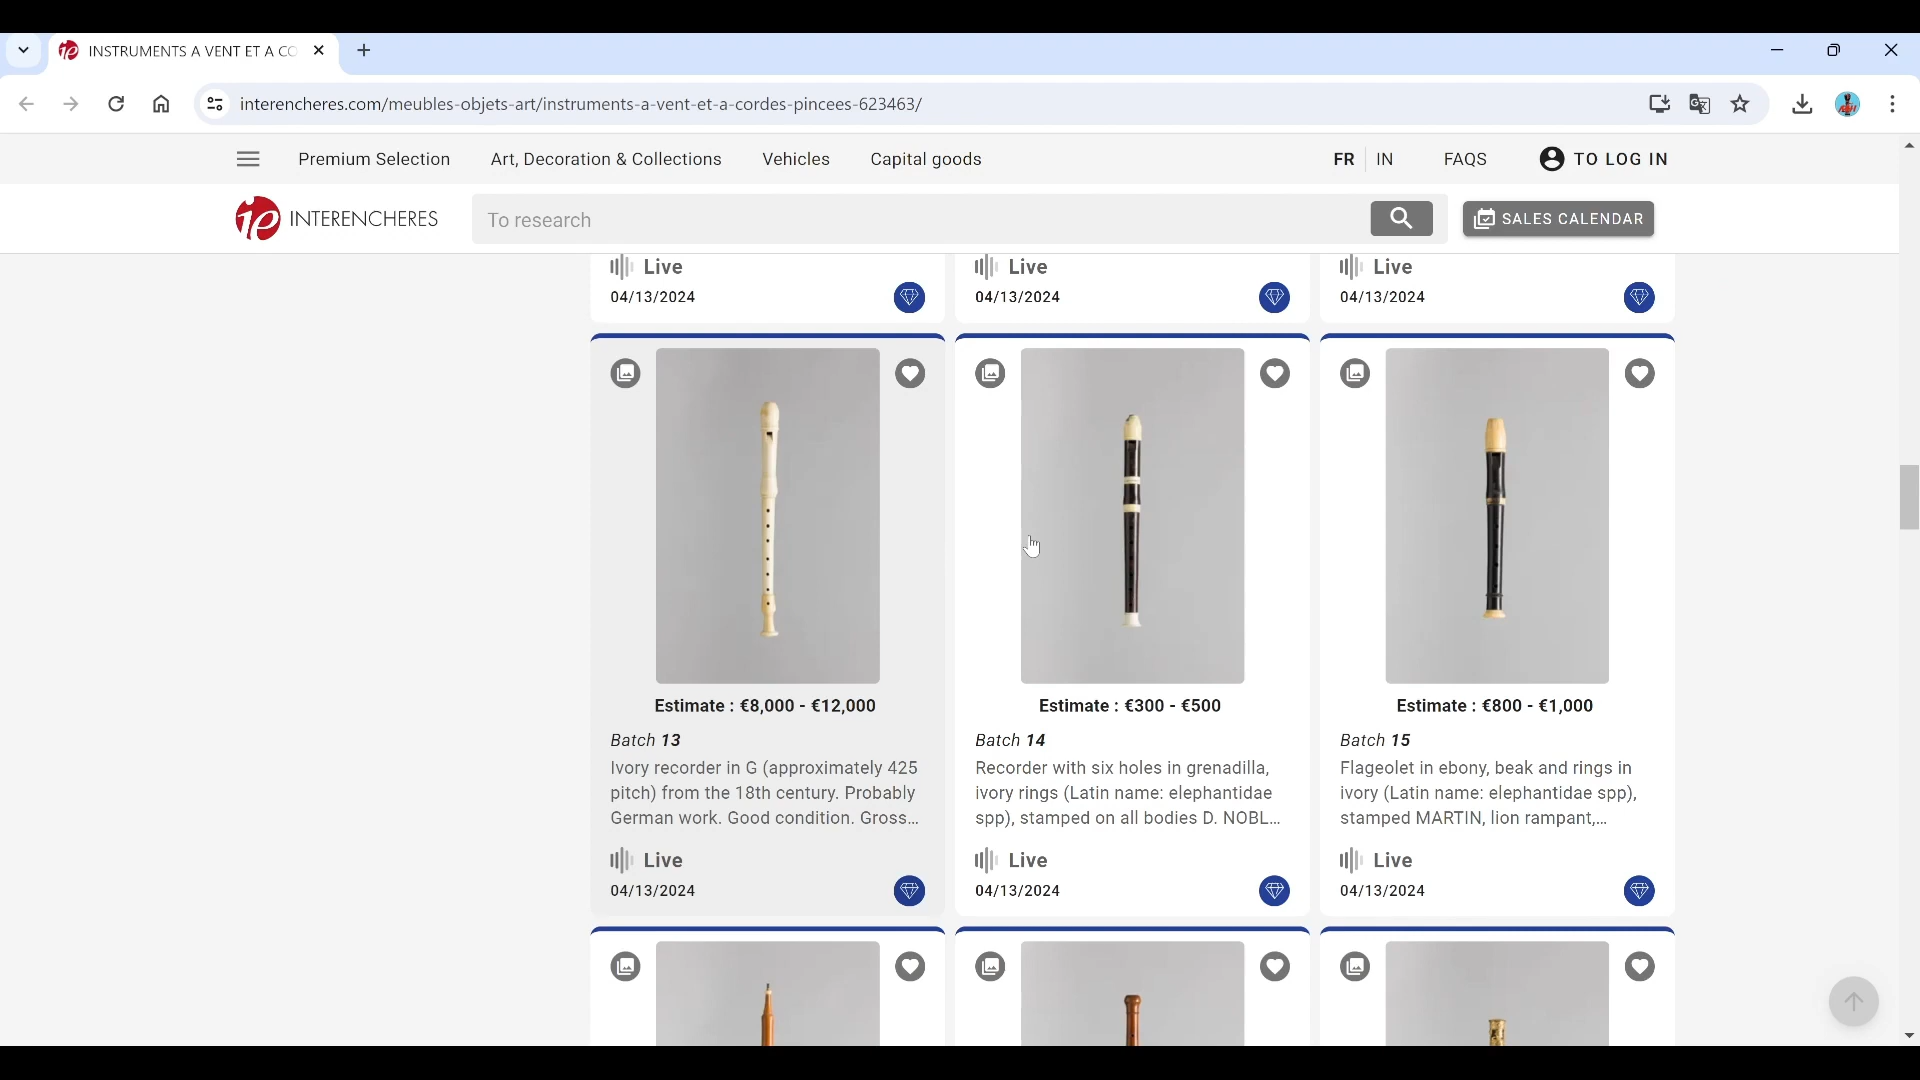 INSTRUMENTS A VENT ET A CO
interencheres.com/meubles-objets-art/instruments-a-vent-et-a-cordes-pincees-623463/
Premium Selection Art, Decoration & Collections Vehicles Capital goods FR IN FAQS TO LOG IN
INTERENCHERES To research SALES CALENDAR
Live Live Live
04/13/2024 04/13/2024 04/13/2024
Estimate : €8,000 - €12,000
Batch 13
Ivory recorder in G (approximately 425
pitch) from the 18th century. Probably
German work. Good condition. Gross...
Live
04/13/2024
Estimate : €300 - €500
Batch 14
Recorder with six holes in grenadilla,
ivory rings (Latin name: elephantidae
spp), stamped on all bodies D. NOBL...
Live
04/13/2024
Estimate : €800 - €1,000
Batch 15
Flageolet in ebony, beak and rings in
ivory (Latin name: elephantidae spp),
stamped MARTIN, lion rampant,...
Live
04/13/2024